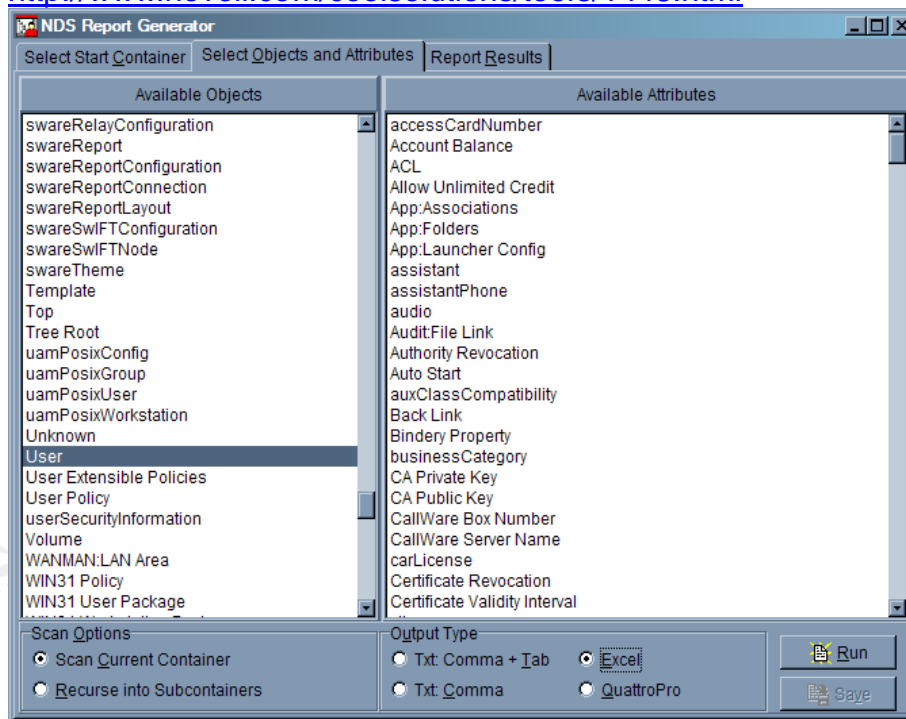 NDS Report Generator
Select Start Container
Select Objects and Attributes
Report Results
Available Objects
Available Attributes
swareRelayConfiguration
swareReport
swareReportConfiguration
swareReportConnection
swareReportLayout
swareSwIFTConfiguration
swareSwIFTNode
swareTheme
Template
Top
Tree Root
uamPosixConfig
uamPosixGroup
uamPosixUser
uamPosixWorkstation
Unknown
User
User Extensible Policies
User Policy
userSecurityInformation
Volume
WANMAN:LAN Area
WIN31 Policy
WIN31 User Package
accessCardNumber
Account Balance
ACL
Allow Unlimited Credit
App:Associations
App:Folders
App:Launcher Config
assistant
assistantPhone
audio
Audit:File Link
Authority Revocation
Auto Start
auxClassCompatibility
Back Link
Bindery Property
businessCategory
CA Private Key
CA Public Key
CallWare Box Number
CallWare Server Name
carLicense
Certificate Revocation
Certificate Validity Interval
Scan Options
Scan Current Container
Recurse into Subcontainers
Output Type
Txt: Comma + Tab
Excel
Txt: Comma
QuattroPro
Run
Save